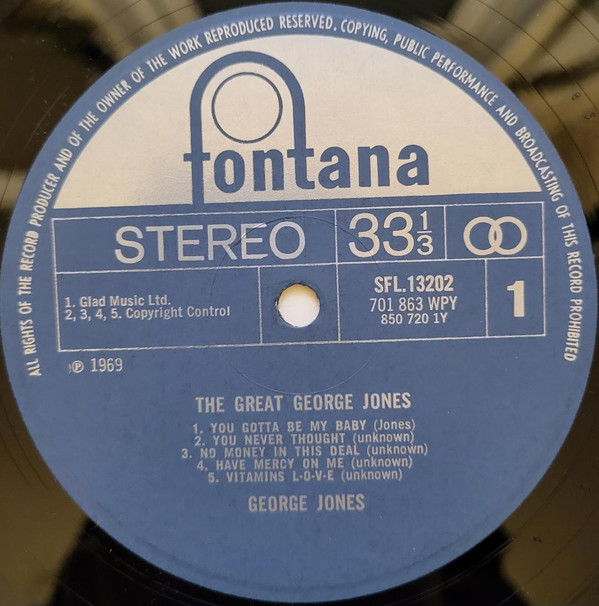 ALL RIGHTS OF THE RECORD PRODUCER AND OF THE OWNER OF THE WORK REPRODUCED RESERVED. COPYING, PUBLIC PERFORMANCE AND BROADCASTING OF THIS RECORD PROHIBITED
fontana
STEREO
33 1/3
1. Glad Music Ltd.
2, 3, 4, 5. Copyright Control
SFL.13202
701 863 WPY
850 720 1Y
1
℗ 1969
THE GREAT GEORGE JONES
1. YOU GOTTA BE MY BABY (Jones)
2. YOU NEVER THOUGHT (unknown)
3. NO MONEY IN THIS DEAL (unknown)
4. HAVE MERCY ON ME (unknown)
5. VITAMINS L-O-V-E (unknown)
GEORGE JONES